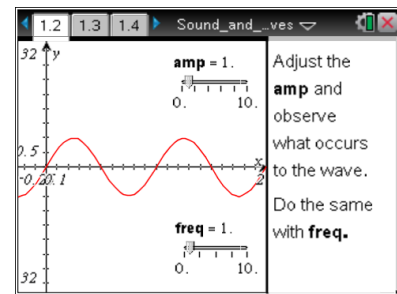 1.2 1.3 1.4 Sound_and_…ves
32 y
amp = 1.
0. 10.
0.5
x
0.1
2
freq = 1.
0. 10.
32
Adjust the
amp and
observe
what occurs
to the wave.
Do the same
with freq.